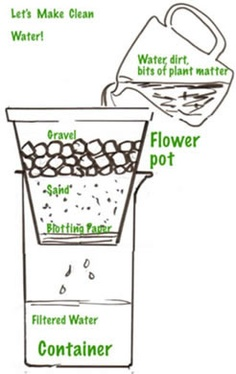 Let's Make Clean
Water!
Water, dirt,
bits of plant matter
Gravel
Flower
pot
Sand
Blotting Paper
Filtered Water
Container